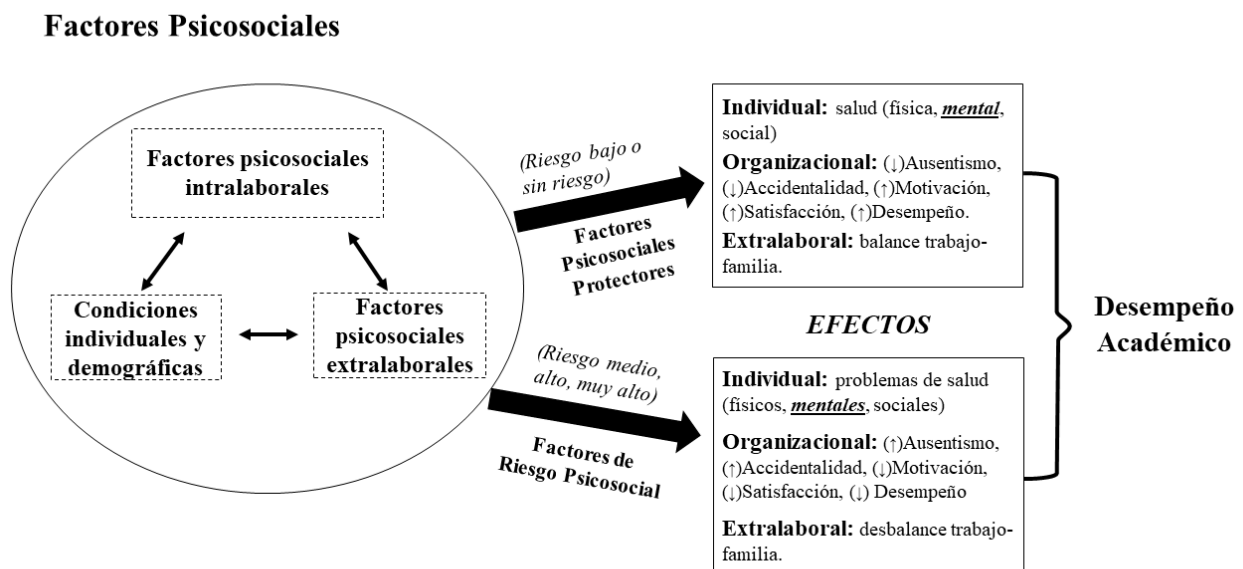 Factores Psicosociales
Factores psicosociales
intralaborales
Condiciones
individuales y
demográficas
Factores
psicosociales
extralaborales
(Riesgo bajo o
sin riesgo)
Factores
Psicosociales
Protectores
(Riesgo medio,
alto, muy alto)
Factores de
Riesgo Psicosocial
Individual: salud (física, mental,
social)
Organizacional: (↓)Ausentismo,
(↓)Accidentalidad, (↑)Motivación,
(↑)Satisfacción, (↑)Desempeño.
Extralaboral: balance trabajo-
familia.
EFECTOS
Individual: problemas de salud
(físicos, mentales, sociales)
Organizacional: (↑)Ausentismo,
(↑)Accidentalidad, (↓)Motivación,
(↓)Satisfacción, (↓) Desempeño
Extralaboral: desbalance trabajo-
familia.
Desempeño
Académico